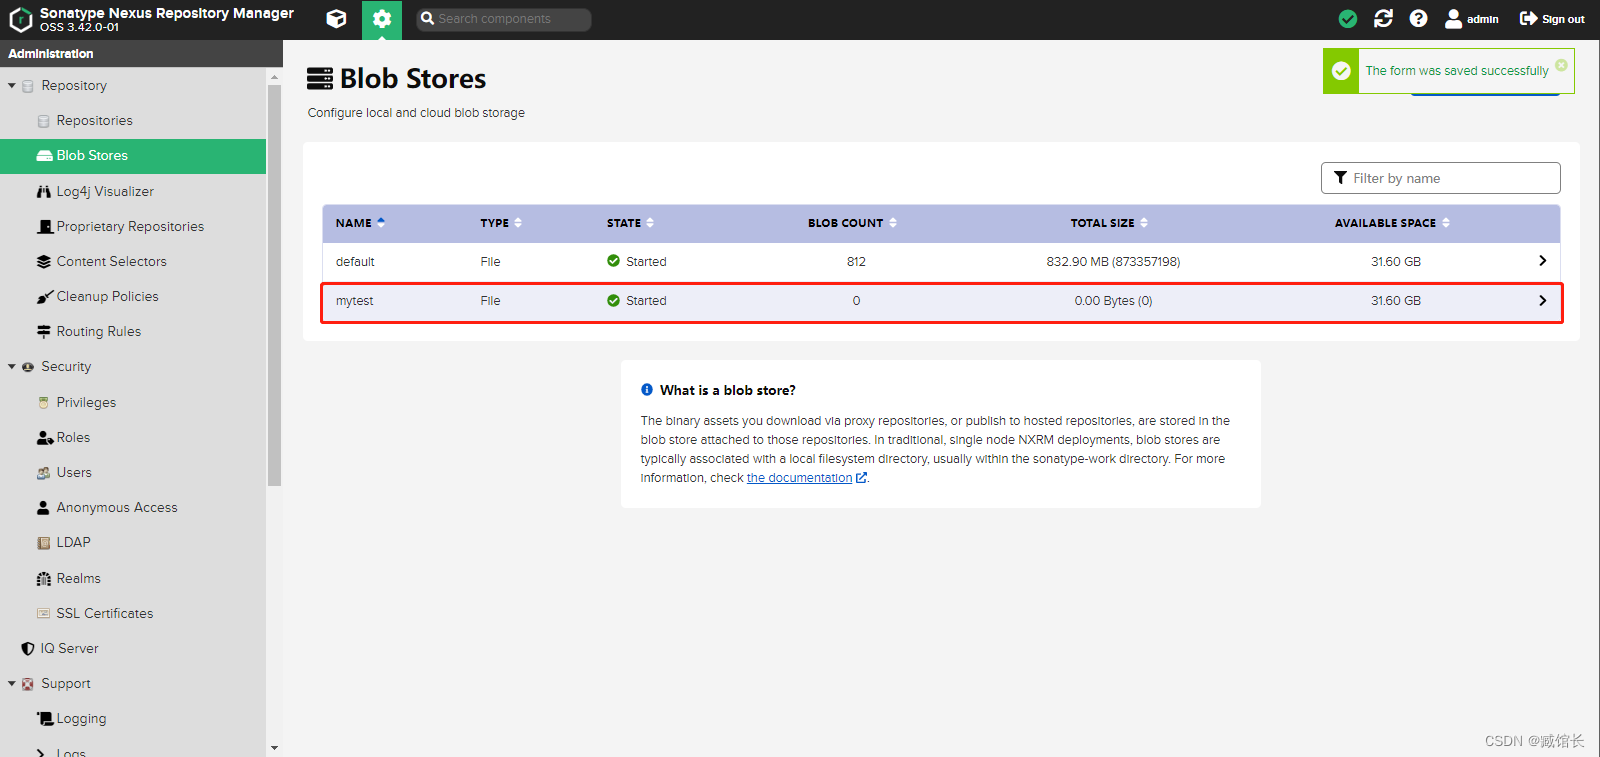 Sonatype Nexus Repository Manager
OSS 3.42.0-01
Search components
admin
Sign out
Administration
Repository
Repositories
Blob Stores
Log4j Visualizer
Proprietary Repositories
Content Selectors
Cleanup Policies
Routing Rules
Security
Privileges
Roles
Users
Anonymous Access
LDAP
Realms
SSL Certificates
IQ Server
Support
Logging
Logs
Blob Stores
Configure local and cloud blob storage
The form was saved successfully
Filter by name
NAME TYPE STATE BLOB COUNT TOTAL SIZE AVAILABLE SPACE
default File Started 812 832.90 MB (873357198) 31.60 GB
mytest File Started 0 0.00 Bytes (0) 31.60 GB
What is a blob store?
The binary assets you download via proxy repositories, or publish to hosted repositories, are stored in the
blob store attached to those repositories. In traditional, single node NXRM deployments, blob stores are
typically associated with a local filesystem directory, usually within the sonatype-work directory. For more
information, check the documentation.
CSDN @臧馆长